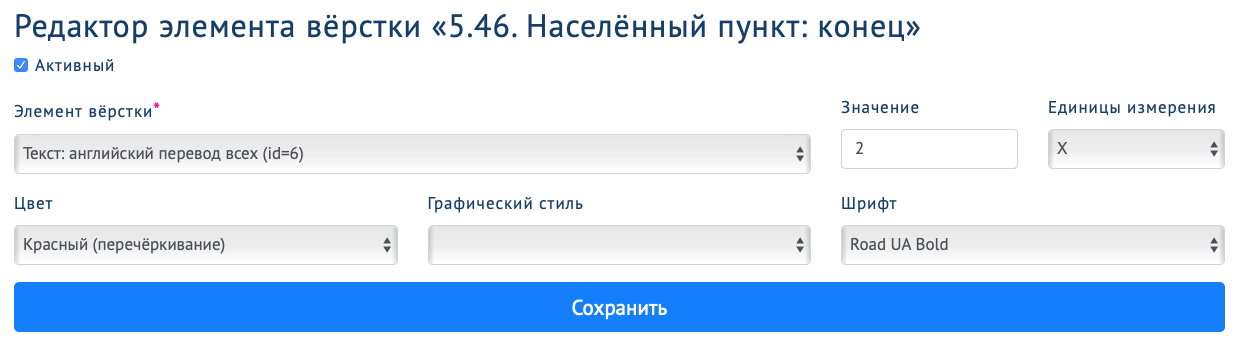 Редактор элемента вёрстки «5.46. Населённый пункт: конец»
Активный
Элемент вёрстки*
Значение
Единицы измерения
Текст: английский перевод всех (id=6)
2
X
Цвет
Графический стиль
Шрифт
Красный (перечёркивание)
Road UA Bold
Сохранить